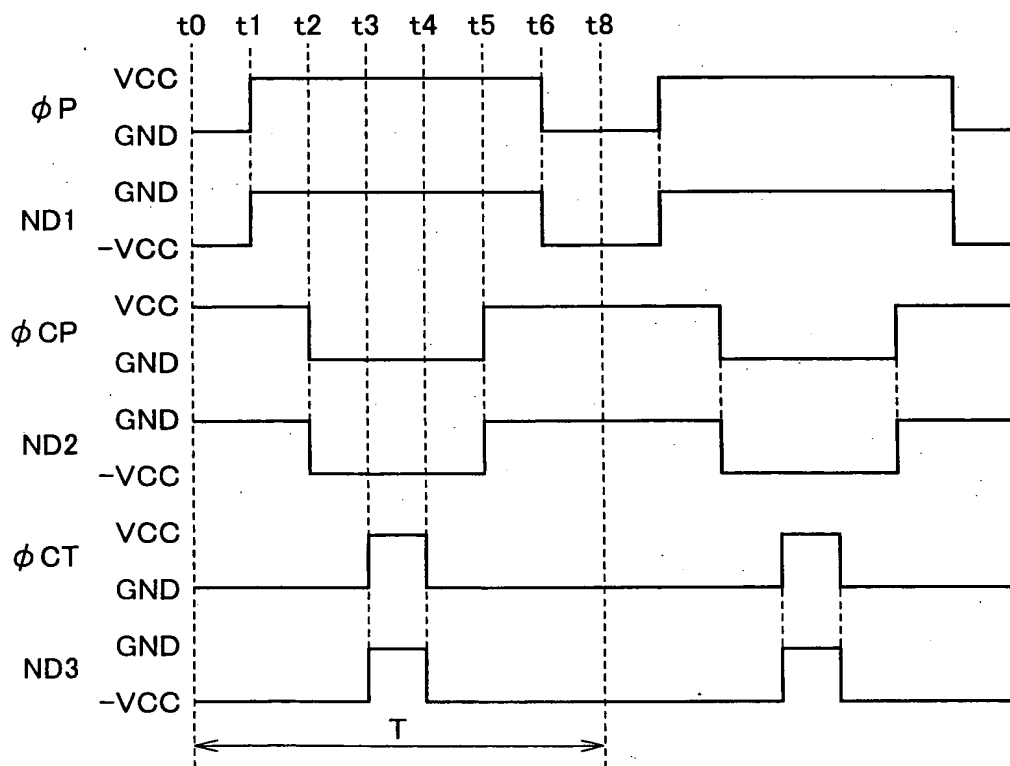 t0 t1 t2 t3 t4 t5 t6 t8
VCC
φP
GND
GND
ND1
-VCC
VCC
φCP
GND
GND
ND2
-VCC
VCC
φCT
GND
GND
ND3
-VCC
T